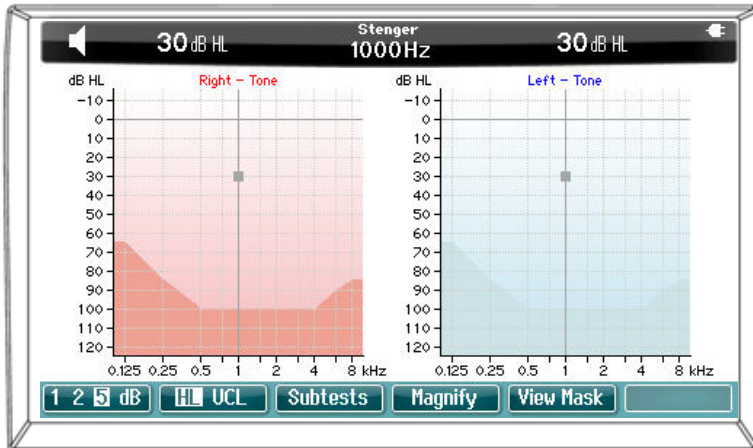 Stenger
30 dB HL 1000Hz 30 dB HL
dB HL Right - Tone dB HL Left - Tone
-10 -10
0 0
10 10
20 20
30 30
40 40
50 50
60 60
70 70
80 80
90 90
100 100
110 110
120 120
0.125 0.25 0.5 1 2 4 8 kHz 0.125 0.25 0.5 1 2 4 8 kHz
1 2 5 dB HL UCL Subtests Magnify View Mask